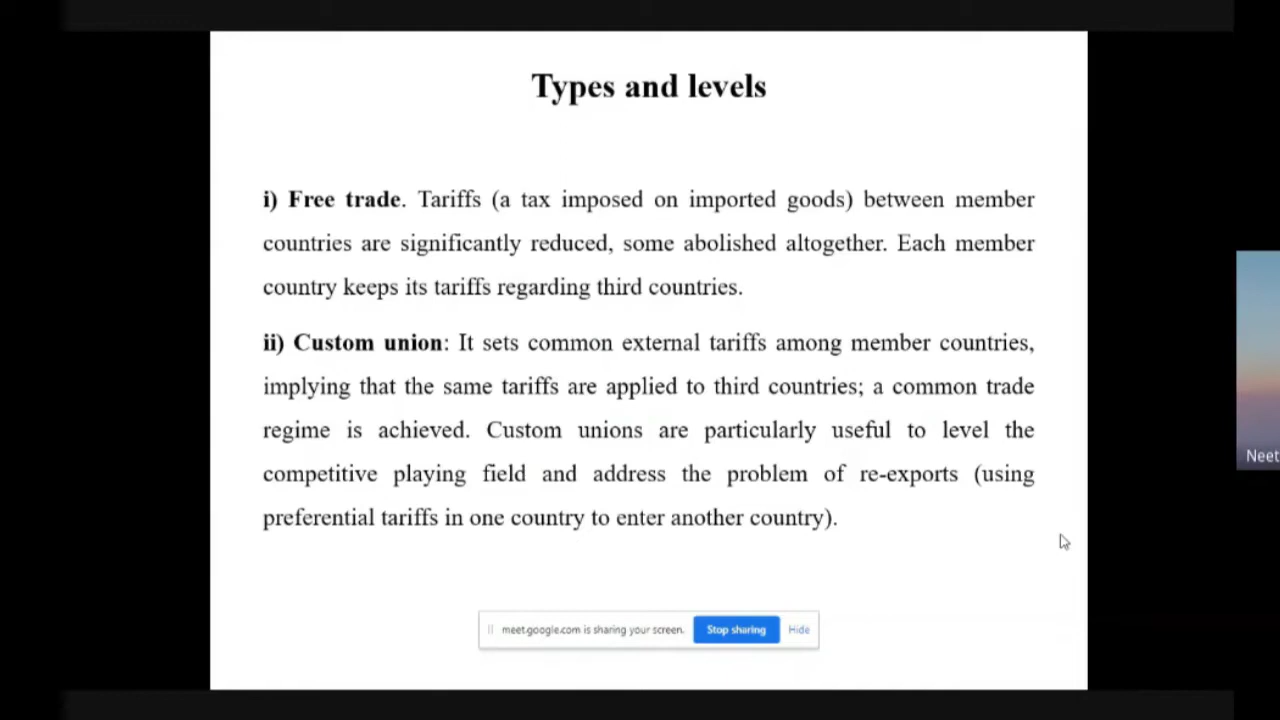 Types and levels
i) Free trade. Tariffs (a tax imposed on imported goods) between member
countries are significantly reduced, some abolished altogether. Each member
country keeps its tariffs regarding third countries.
ii) Custom union: It sets common external tariffs among member countries,
implying that the same tariffs are applied to third countries; a common trade
regime is achieved. Custom unions are particularly useful to level the
competitive playing field and address the problem of re-exports (using
preferential tariffs in one country to enter another country).
Neet
meet.google.com is sharing your screen. Stop sharing Hide